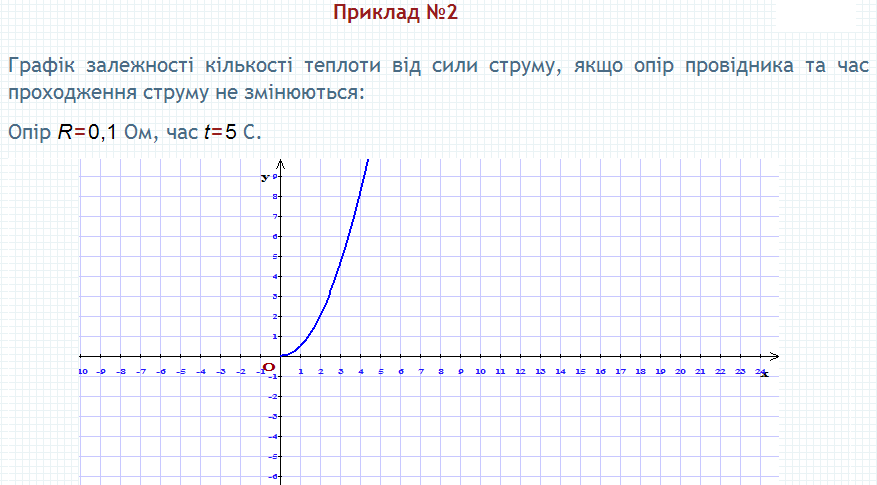 Приклад №2
Графік залежності кількості теплоти від сили струму, якщо опір провідника та час
проходження струму не змінюються:
Опір R=0,1 Ом, час t=5 С.
y
9
8
7
6
5
4
3
2
1
O
10 -9 -8 -7 -6 -5 -4 -3 -2 -1 1 2 3 4 5 6 7 8 9 10 11 12 13 14 15 16 17 18 19 20 21 22 23 24 x
-1
-2
-3
-4
-5
-6